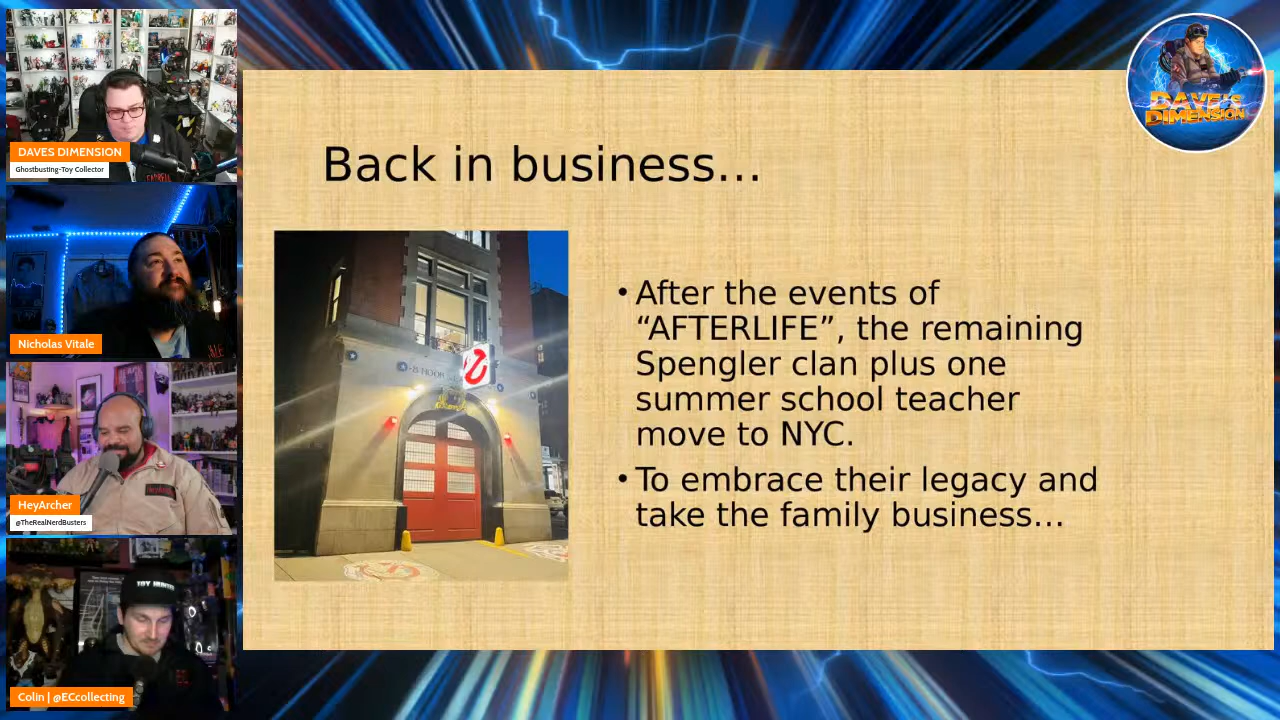 DAVES DIMENSION
Ghostbusting-Toy Collector
Nicholas Vitale
HeyArcher
@TheRealNerdBusters
TOY HUNTER
Colin | @ECcollecting
DAVE'S
DIMENSION
Back in business...
• After the events of
“AFTERLIFE”, the remaining
Spengler clan plus one
summer school teacher
move to NYC.
• To embrace their legacy and
take the family business...